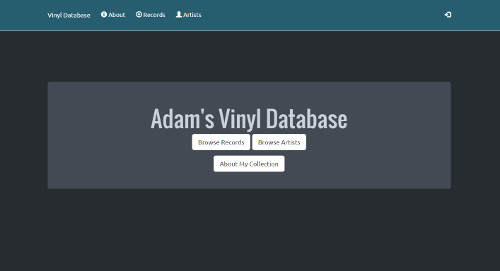 Vinyl Database About Records Artists
Adam's Vinyl Database
Browse Records Browse Artists
About My Collection